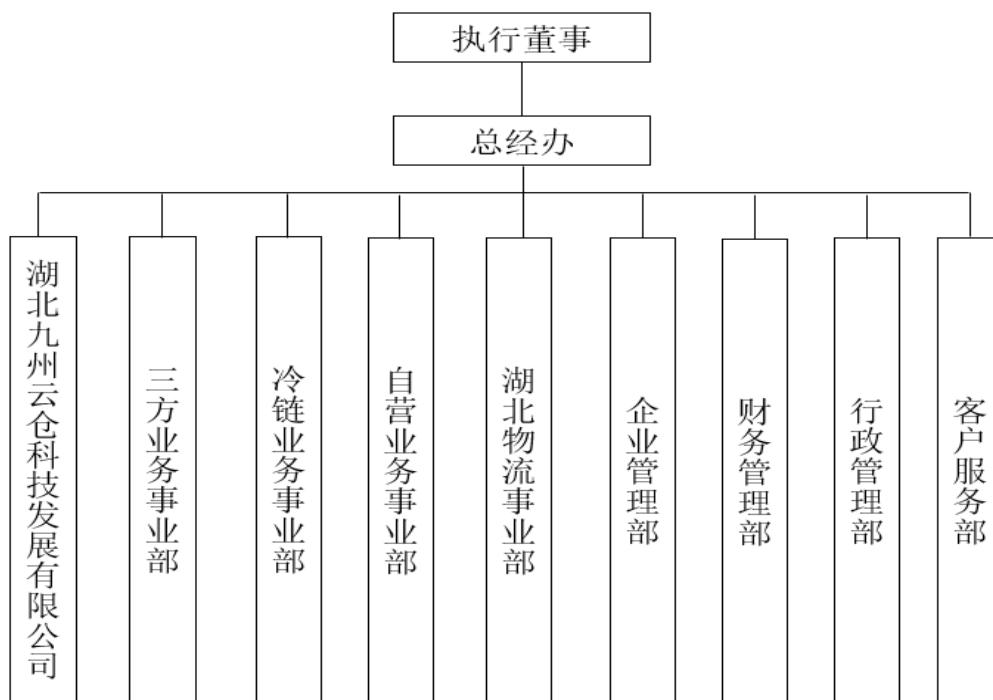 执行董事
总经办
湖北九州云仓科技发展有限公司
三方业务事业部
冷链业务事业部
自营业务事业部
湖北物流事业部
企业管理部
财务管理部
行政管理部
客户服务部